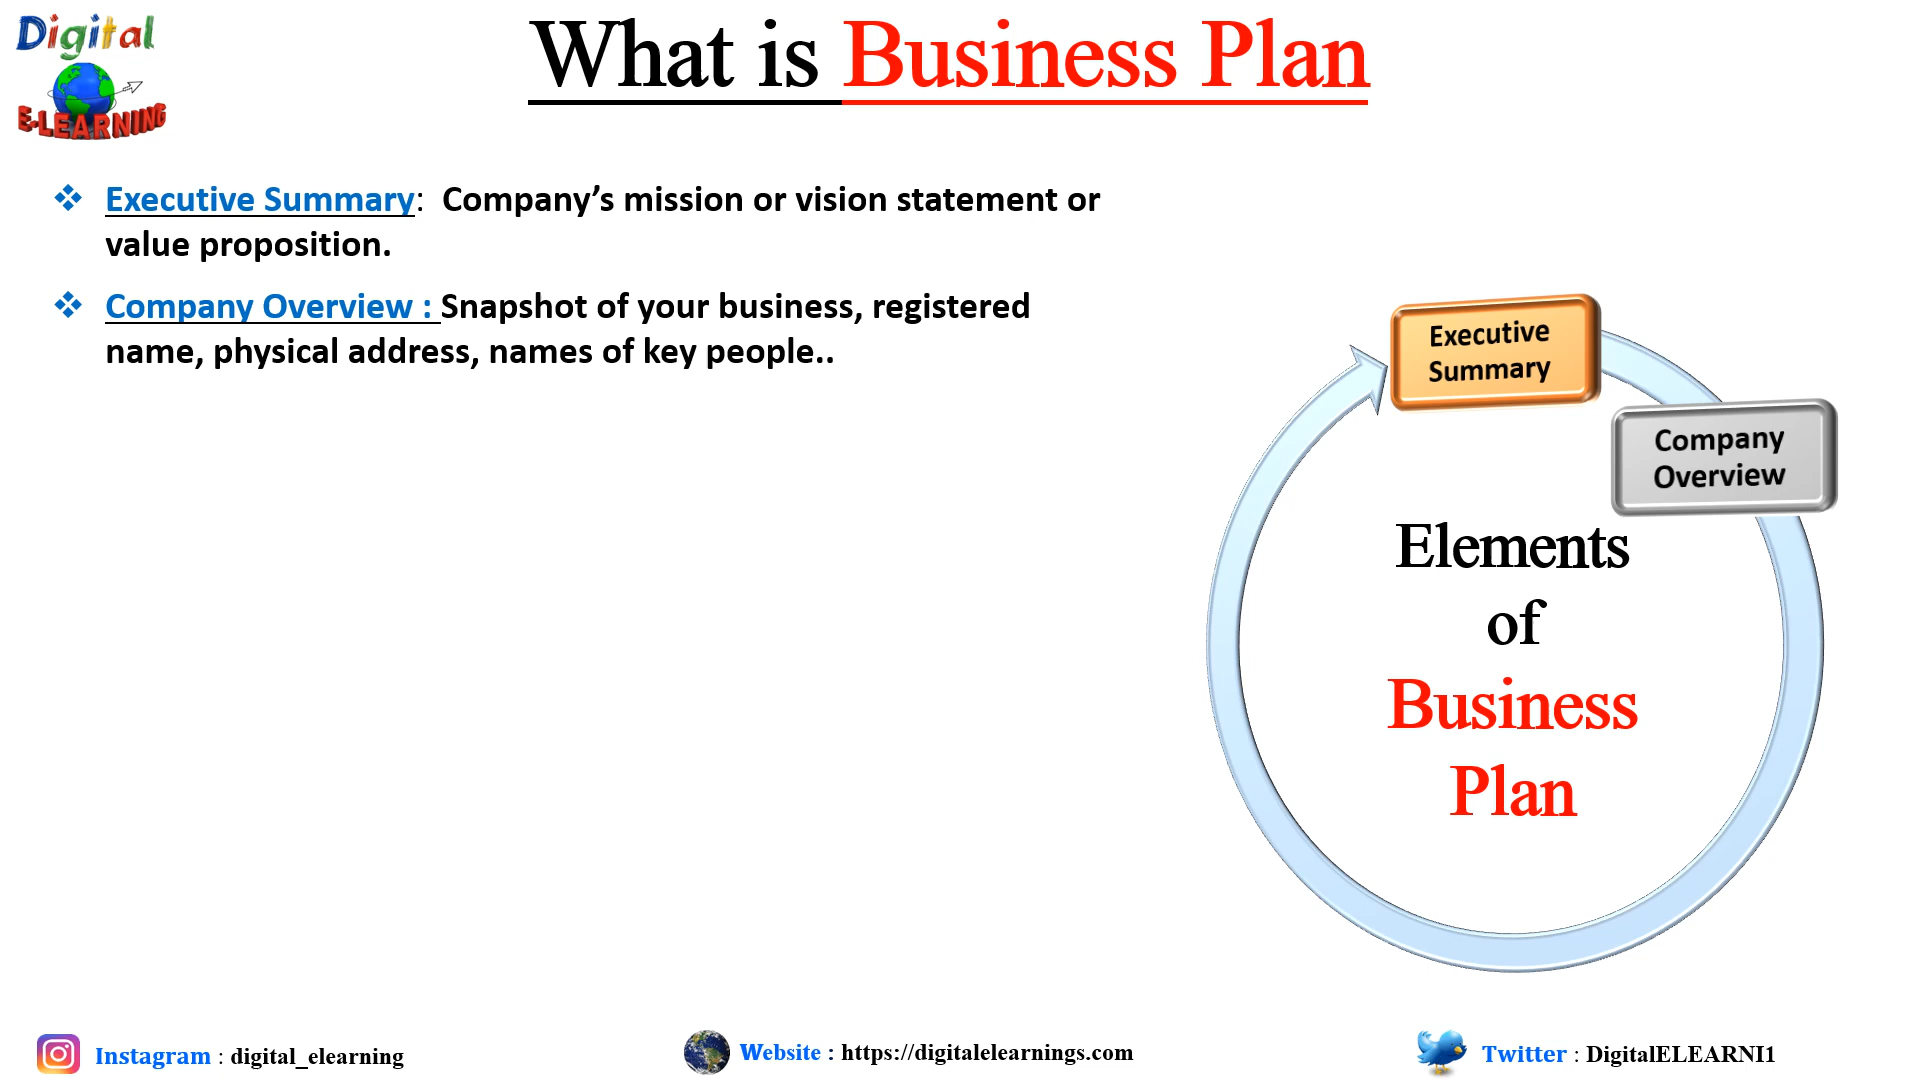 Digital
E-LEARNING
What is Business Plan
❖ Executive Summary:  Company’s mission or vision statement or
value proposition.
❖ Company Overview : Snapshot of your business, registered
name, physical address, names of key people..
Executive
Summary
Company
Overview
Elements
of
Business
Plan
Instagram : digital_elearning
Website : https://digitalelearnings.com
Twitter : DigitalELEARNI1